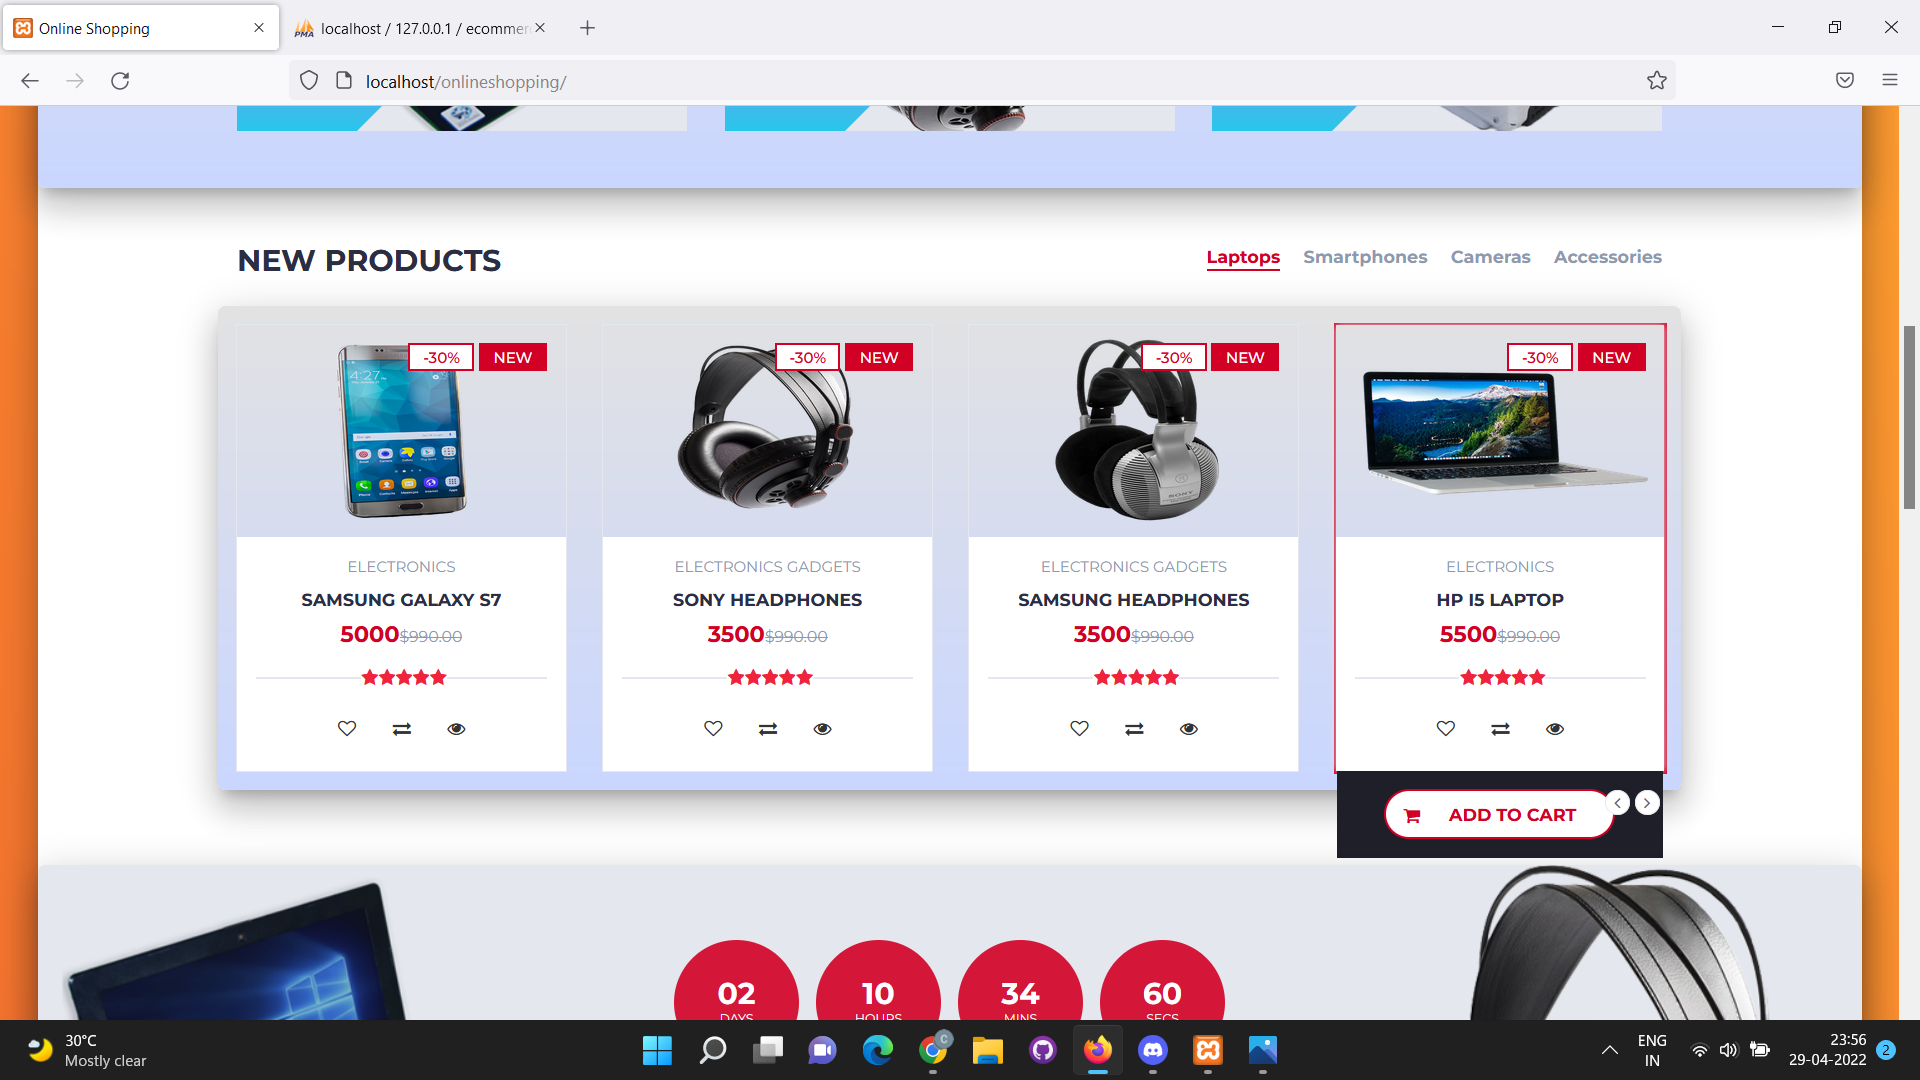 Online Shopping
localhost / 127.0.0.1 / ecommer
localhost/onlineshopping/
NEW PRODUCTS
Laptops Smartphones Cameras Accessories
-30% NEW
-30% NEW
-30% NEW
-30% NEW
4:27
SONY
ELECTRONICS
SAMSUNG GALAXY S7
5000$990.00
ELECTRONICS GADGETS
SONY HEADPHONES
3500$990.00
ELECTRONICS GADGETS
SAMSUNG HEADPHONES
3500$990.00
ELECTRONICS
HP I5 LAPTOP
5500$990.00
ADD TO CART
02
DAYS
10
HOURS
34
MINS
60
SECS
30°C
Mostly clear
C
ENG
IN
23:56
29-04-2022
2